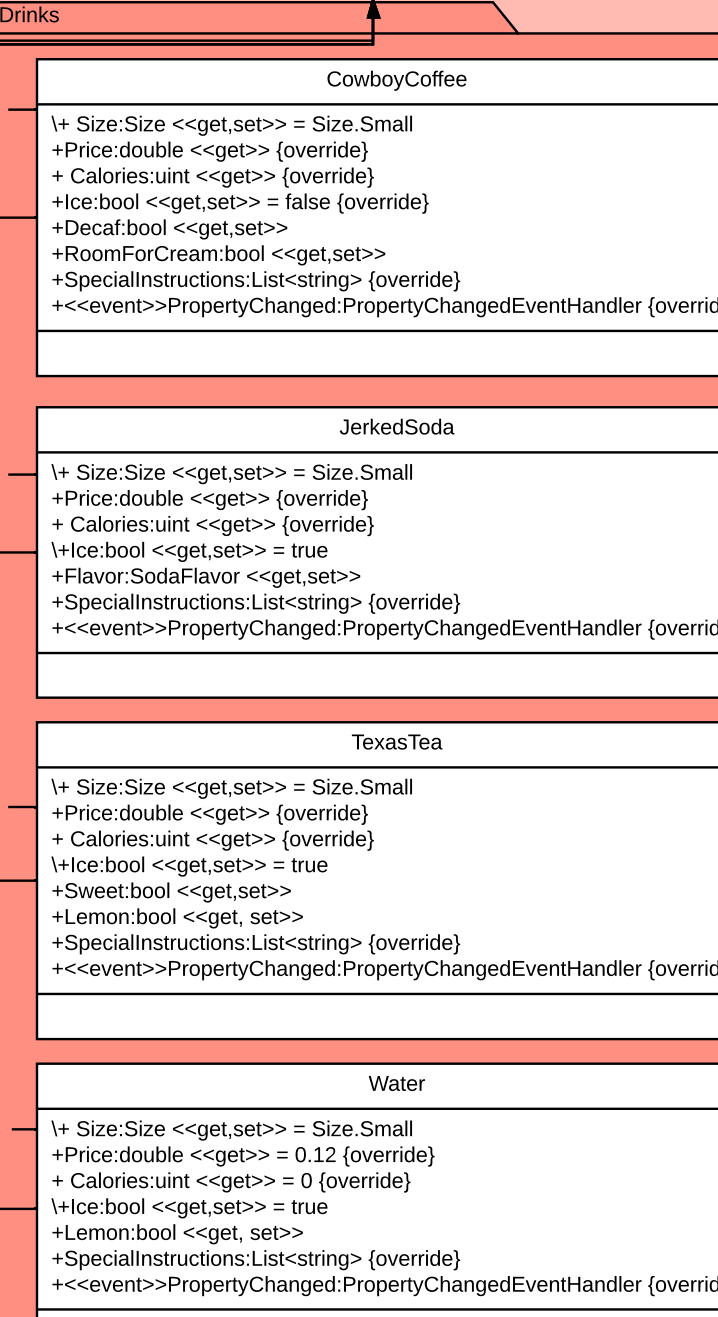 Drinks
CowboyCoffee
\+ Size:Size <<get,set>> = Size.Small
+Price:double <<get>> {override}
+ Calories:uint <<get>> {override}
+Ice:bool <<get,set>> = false {override}
+Decaf:bool <<get,set>>
+RoomForCream:bool <<get,set>>
+SpecialInstructions:List<string> {override}
+<<event>>PropertyChanged:PropertyChangedEventHandler {overrid
JerkedSoda
\+ Size:Size <<get,set>> = Size.Small
+Price:double <<get>> {override}
+ Calories:uint <<get>> {override}
\+Ice:bool <<get,set>> = true
+Flavor:SodaFlavor <<get,set>>
+SpecialInstructions:List<string> {override}
+<<event>>PropertyChanged:PropertyChangedEventHandler {overrid
TexasTea
\+ Size:Size <<get,set>> = Size.Small
+Price:double <<get>> {override}
+ Calories:uint <<get>> {override}
\+Ice:bool <<get,set>> = true
+Sweet:bool <<get,set>>
+Lemon:bool <<get, set>>
+SpecialInstructions:List<string> {override}
+<<event>>PropertyChanged:PropertyChangedEventHandler {overrid
Water
\+ Size:Size <<get,set>> = Size.Small
+Price:double <<get>> = 0.12 {override}
+ Calories:uint <<get>> = 0 {override}
\+Ice:bool <<get,set>> = true
+Lemon:bool <<get, set>>
+SpecialInstructions:List<string> {override}
+<<event>>PropertyChanged:PropertyChangedEventHandler {overrid